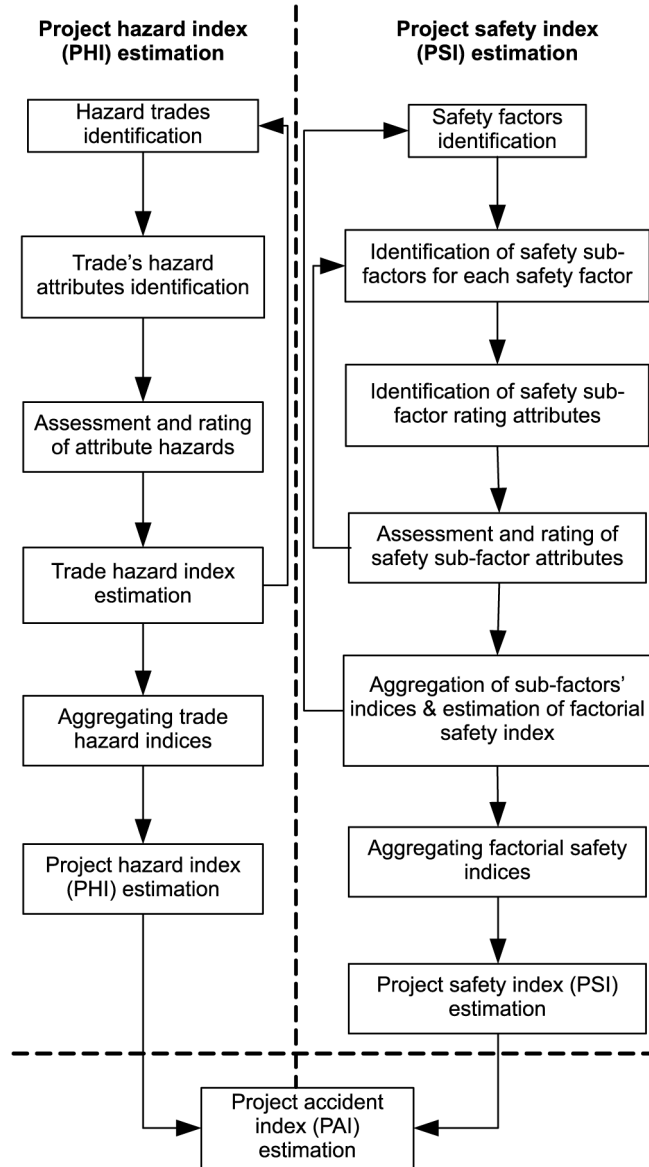 Project hazard index
(PHI) estimation
Hazard trades
identification
Trade's hazard
attributes identification
Assessment and rating
of attribute hazards
Trade hazard index
estimation
Aggregating trade
hazard indices
Project hazard index
(PHI) estimation
Project safety index
(PSI) estimation
Safety factors
identification
Identification of safety sub-
factors for each safety factor
Identification of safety sub-
factor rating attributes
Assessment and rating of
safety sub-factor attributes
Aggregation of sub-factors'
indices & estimation of factorial
safety index
Aggregating factorial safety
indices
Project safety index (PSI)
estimation
Project accident
index (PAI)
estimation